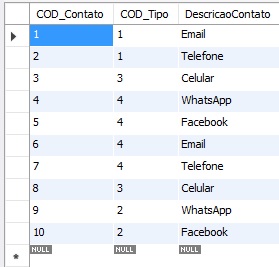 COD_Contato COD_Tipo DescricaoContato
1 1 Email
2 1 Telefone
3 3 Celular
4 4 WhatsApp
5 4 Facebook
6 4 Email
7 4 Telefone
8 3 Celular
9 2 WhatsApp
10 2 Facebook
NULL NULL NULL